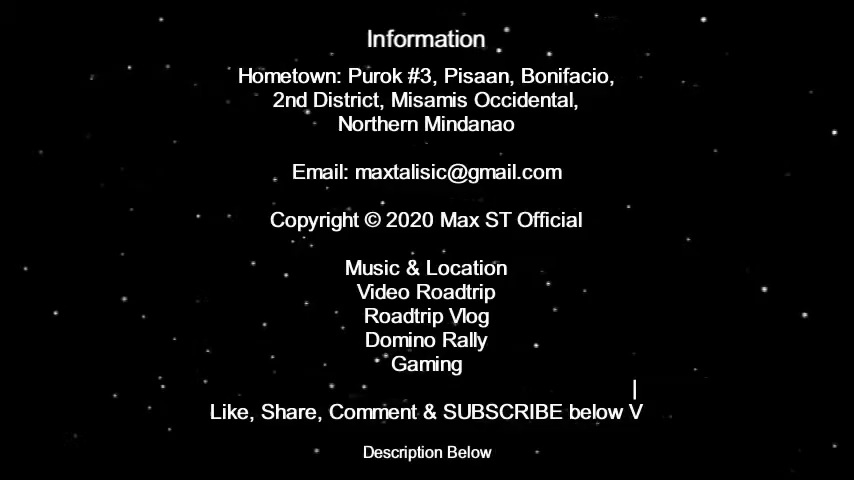 Information
Hometown: Purok #3, Pisaan, Bonifacio,
2nd District, Misamis Occidental,
Northern Mindanao
Email: maxtalisic@gmail.com
Copyright © 2020 Max ST Official
Music & Location
Video Roadtrip
Roadtrip Vlog
Domino Rally
Gaming
|
Like, Share, Comment & SUBSCRIBE below V
Description Below